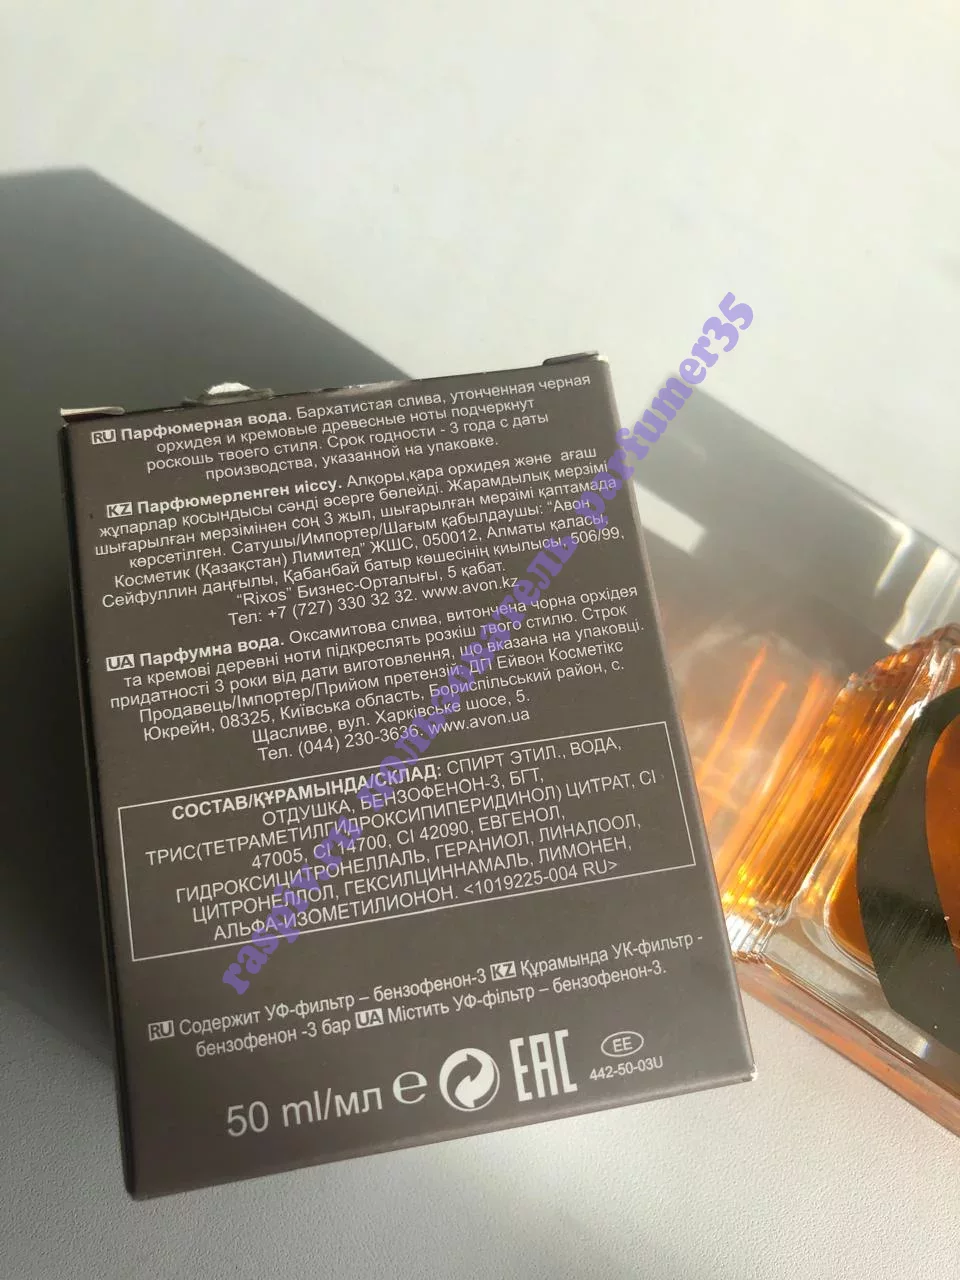 RU Парфюмерная вода. Бархатистая слива, утонченная черная
орхидея и кремовые древесные ноты подчеркнут
роскошь твоего стиля. Срок годности - 3 года с даты
производства, указанной на упаковке.
KZ Парфюмерленген иіссу. Алқоры,қара орхидея және ағаш
жұпарлар қосындысы сәнді әсерге бөлейді. Жарамдылық мерзімі
шығарылған мерзімінен соң 3 жыл, шығарылған мерзімі қаптамада
көрсетілген. Сатушы/Импортер/Шағым қабылдаушы: "Авон
Косметик (Қазақстан) Лимитед" ЖШС, 050012, Алматы қаласы,
Сейфуллин даңғылы, Қабанбай батыр көшесінің қиылысы, 506/99,
"Rixos" Бизнес-Орталығы, 5 қабат.
Тел: +7 (727) 330 32 32. www.avon.kz
UA Парфумна вода. Оксамитова слива, витончена чорна орхідея
та кремові деревні ноти підкреслять розкіш твого стилю. Строк
придатності 3 роки від дати виготовлення, що вказана на упаковці.
Продавець/Імпортер/Прийом претензій: ДП Ейвон Косметікс
Юкрейн, 08325, Київська область, Бориспільський район, с.
Щасливе, вул. Харківське шосе, 5.
Тел. (044) 230-3636. www.avon.ua
СОСТАВ/ҚҰРАМЫНДА/СКЛАД: СПИРТ ЭТИЛ., ВОДА,
ОТДУШКА, БЕНЗОФЕНОН-3, БГТ,
ТРИС(ТЕТРАМЕТИЛГИДРОКСИПИПЕРИДИНОЛ) ЦИТРАТ, CI
47005, CI 14700, CI 42090, ЕВГЕНОЛ,
ГИДРОКСИЦИТРОНЕЛЛАЛЬ, ГЕРАНИОЛ, ЛИНАЛООЛ,
ЦИТРОНЕЛЛОЛ, ГЕКСИЛЦИННАМАЛЬ, ЛИМОНЕН,
АЛЬФА-ИЗОМЕТИЛИОНОН. <1019225-004 RU>
RU Содержит УФ-фильтр – бензофенон-3 KZ Құрамында УК-фильтр -
бензофенон -3 бар UA Містить УФ-фільтр – бензофенон-3.
50 ml/мл e EAC EE
442-50-03U
parfumer35